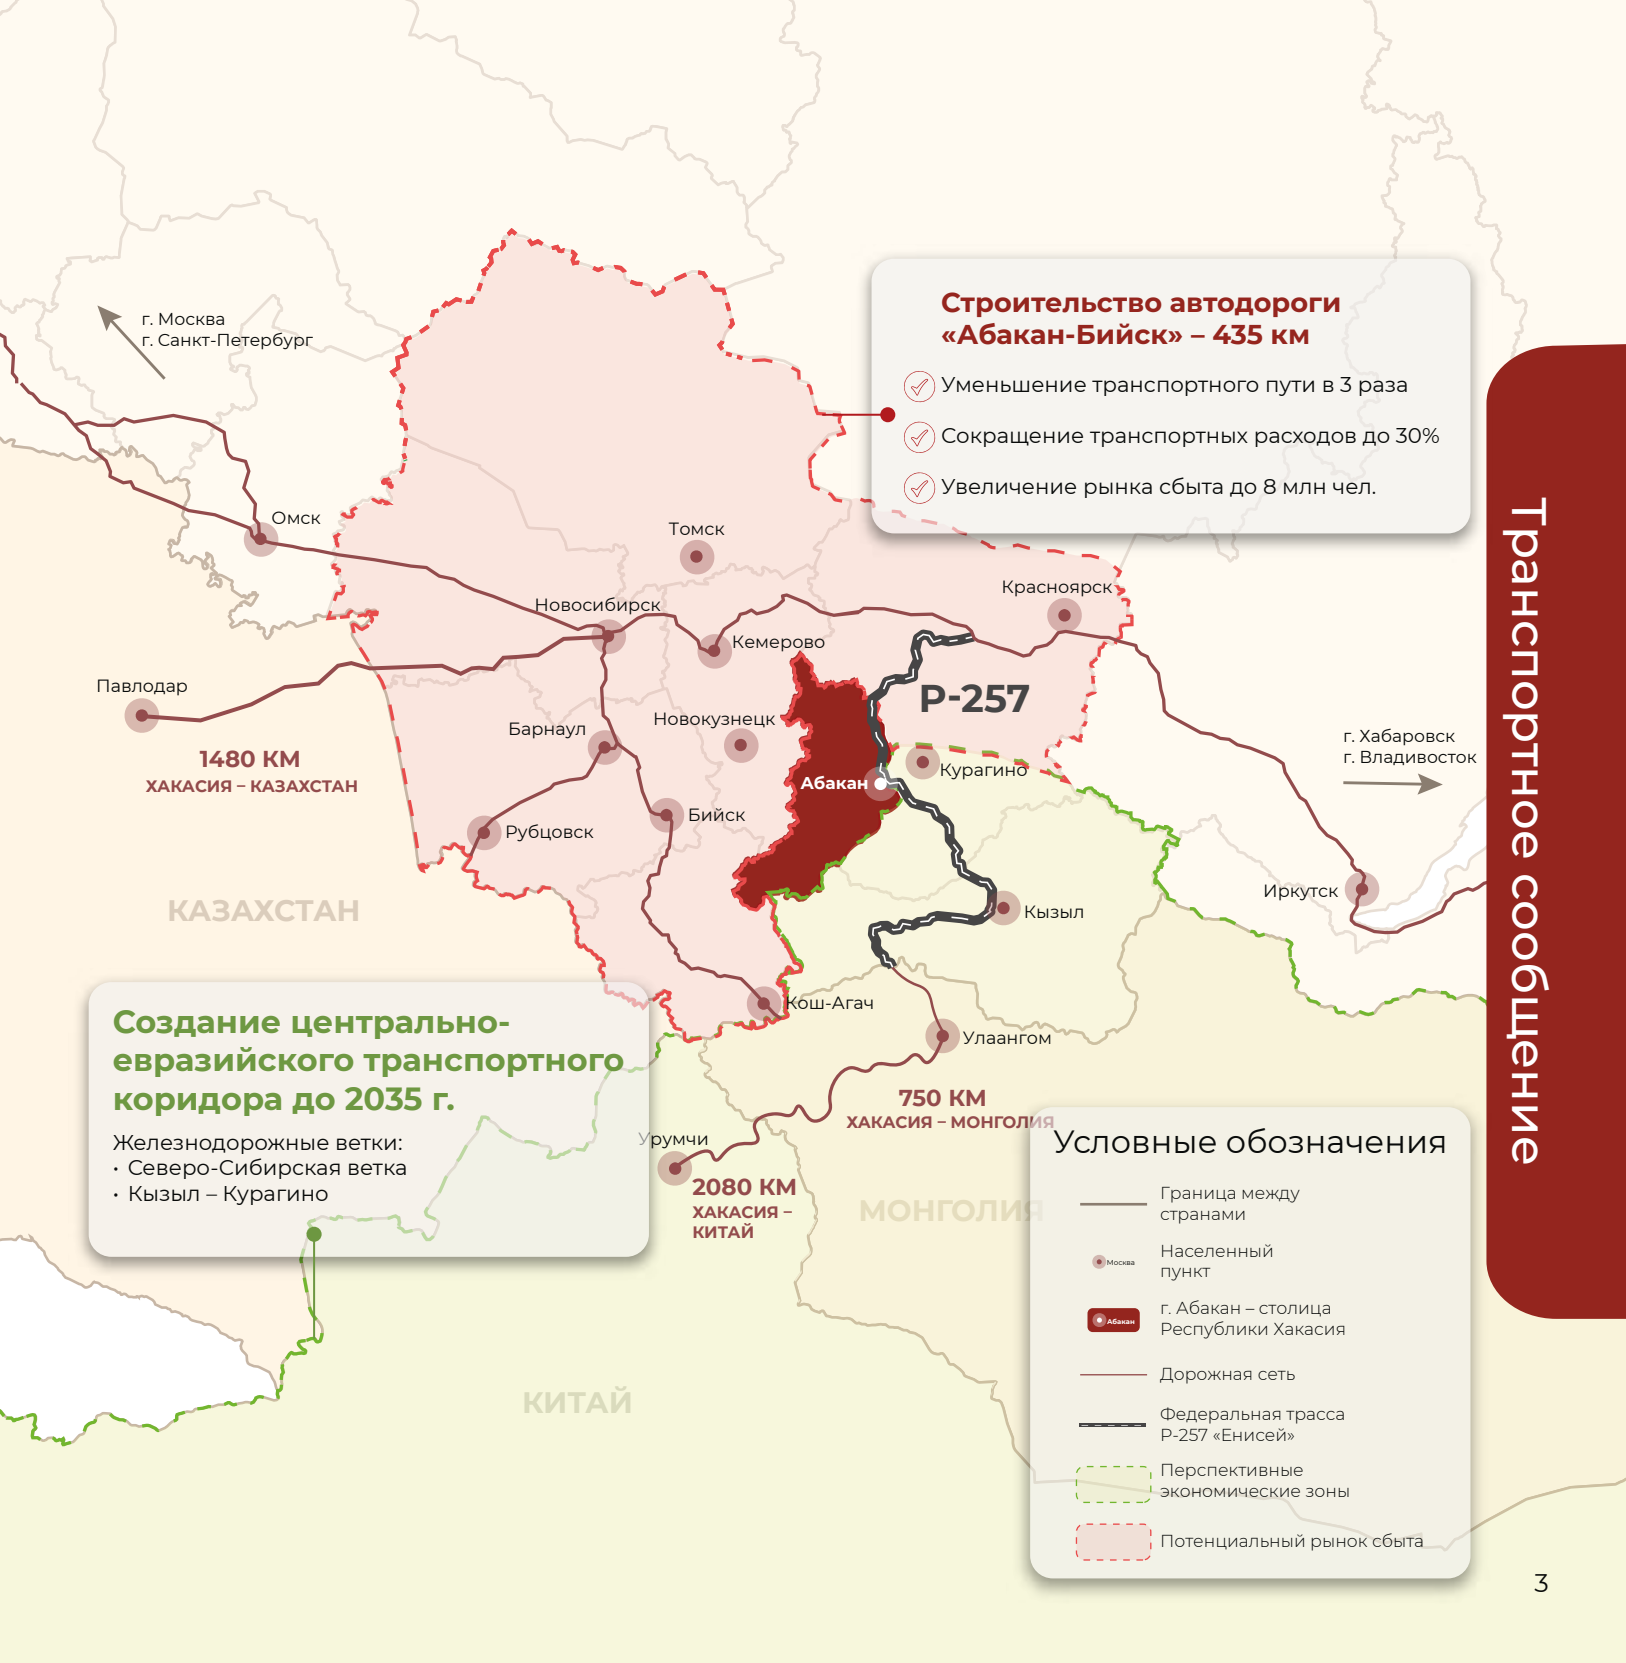 г. Москва
г. Санкт-Петербург
Строительство автодороги
«Абакан-Бийск» – 435 км
Уменьшение транспортного пути в 3 раза
Сокращение транспортных расходов до 30%
Увеличение рынка сбыта до 8 млн чел.
Транспортное сообщение
Омск
Томск
Красноярск
Новосибирск
Кемерово
Павлодар
Р-257
Новокузнецк
Барнаул
г. Хабаровск
г. Владивосток
1480 КМ
ХАКАСИЯ – КАЗАХСТАН
Курагино
Абакан
Бийск
Рубцовск
Иркутск
КАЗАХСТАН
Кызыл
Кош-Агач
Улаангом
Создание центрально-
евразийского транспортного
коридора до 2035 г.
Железнодорожные ветки:
• Северо-Сибирская ветка
• Кызыл – Курагино
750 КМ
ХАКАСИЯ – МОНГОЛИЯ
Урумчи
2080 КМ
ХАКАСИЯ –
КИТАЙ
МОНГОЛИЯ
КИТАЙ
Условные обозначения
Граница между
странами
Москва
Населенный
пункт
Абакан
г. Абакан – столица
Республики Хакасия
Дорожная сеть
Федеральная трасса
Р-257 «Енисей»
Перспективные
экономические зоны
Потенциальный рынок сбыта
3